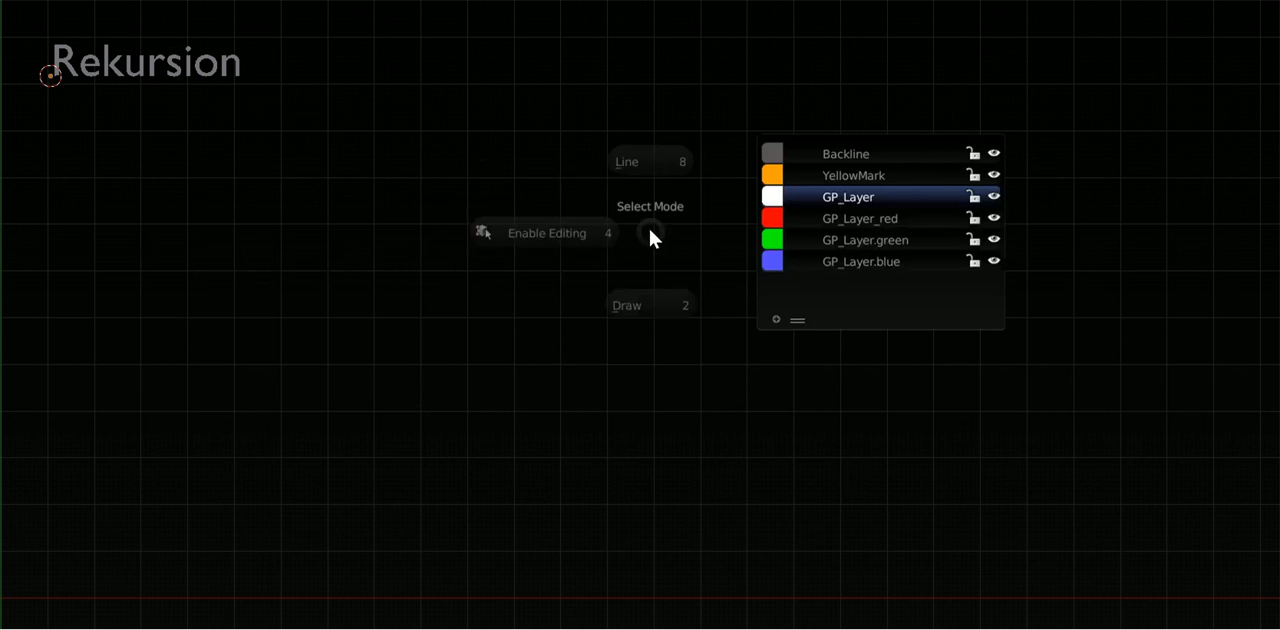 Rekursion
Line 8
Select Mode
Enable Editing 4
Draw 2
Backline
YellowMark
GP_Layer
GP_Layer_red
GP_Layer.green
GP_Layer.blue